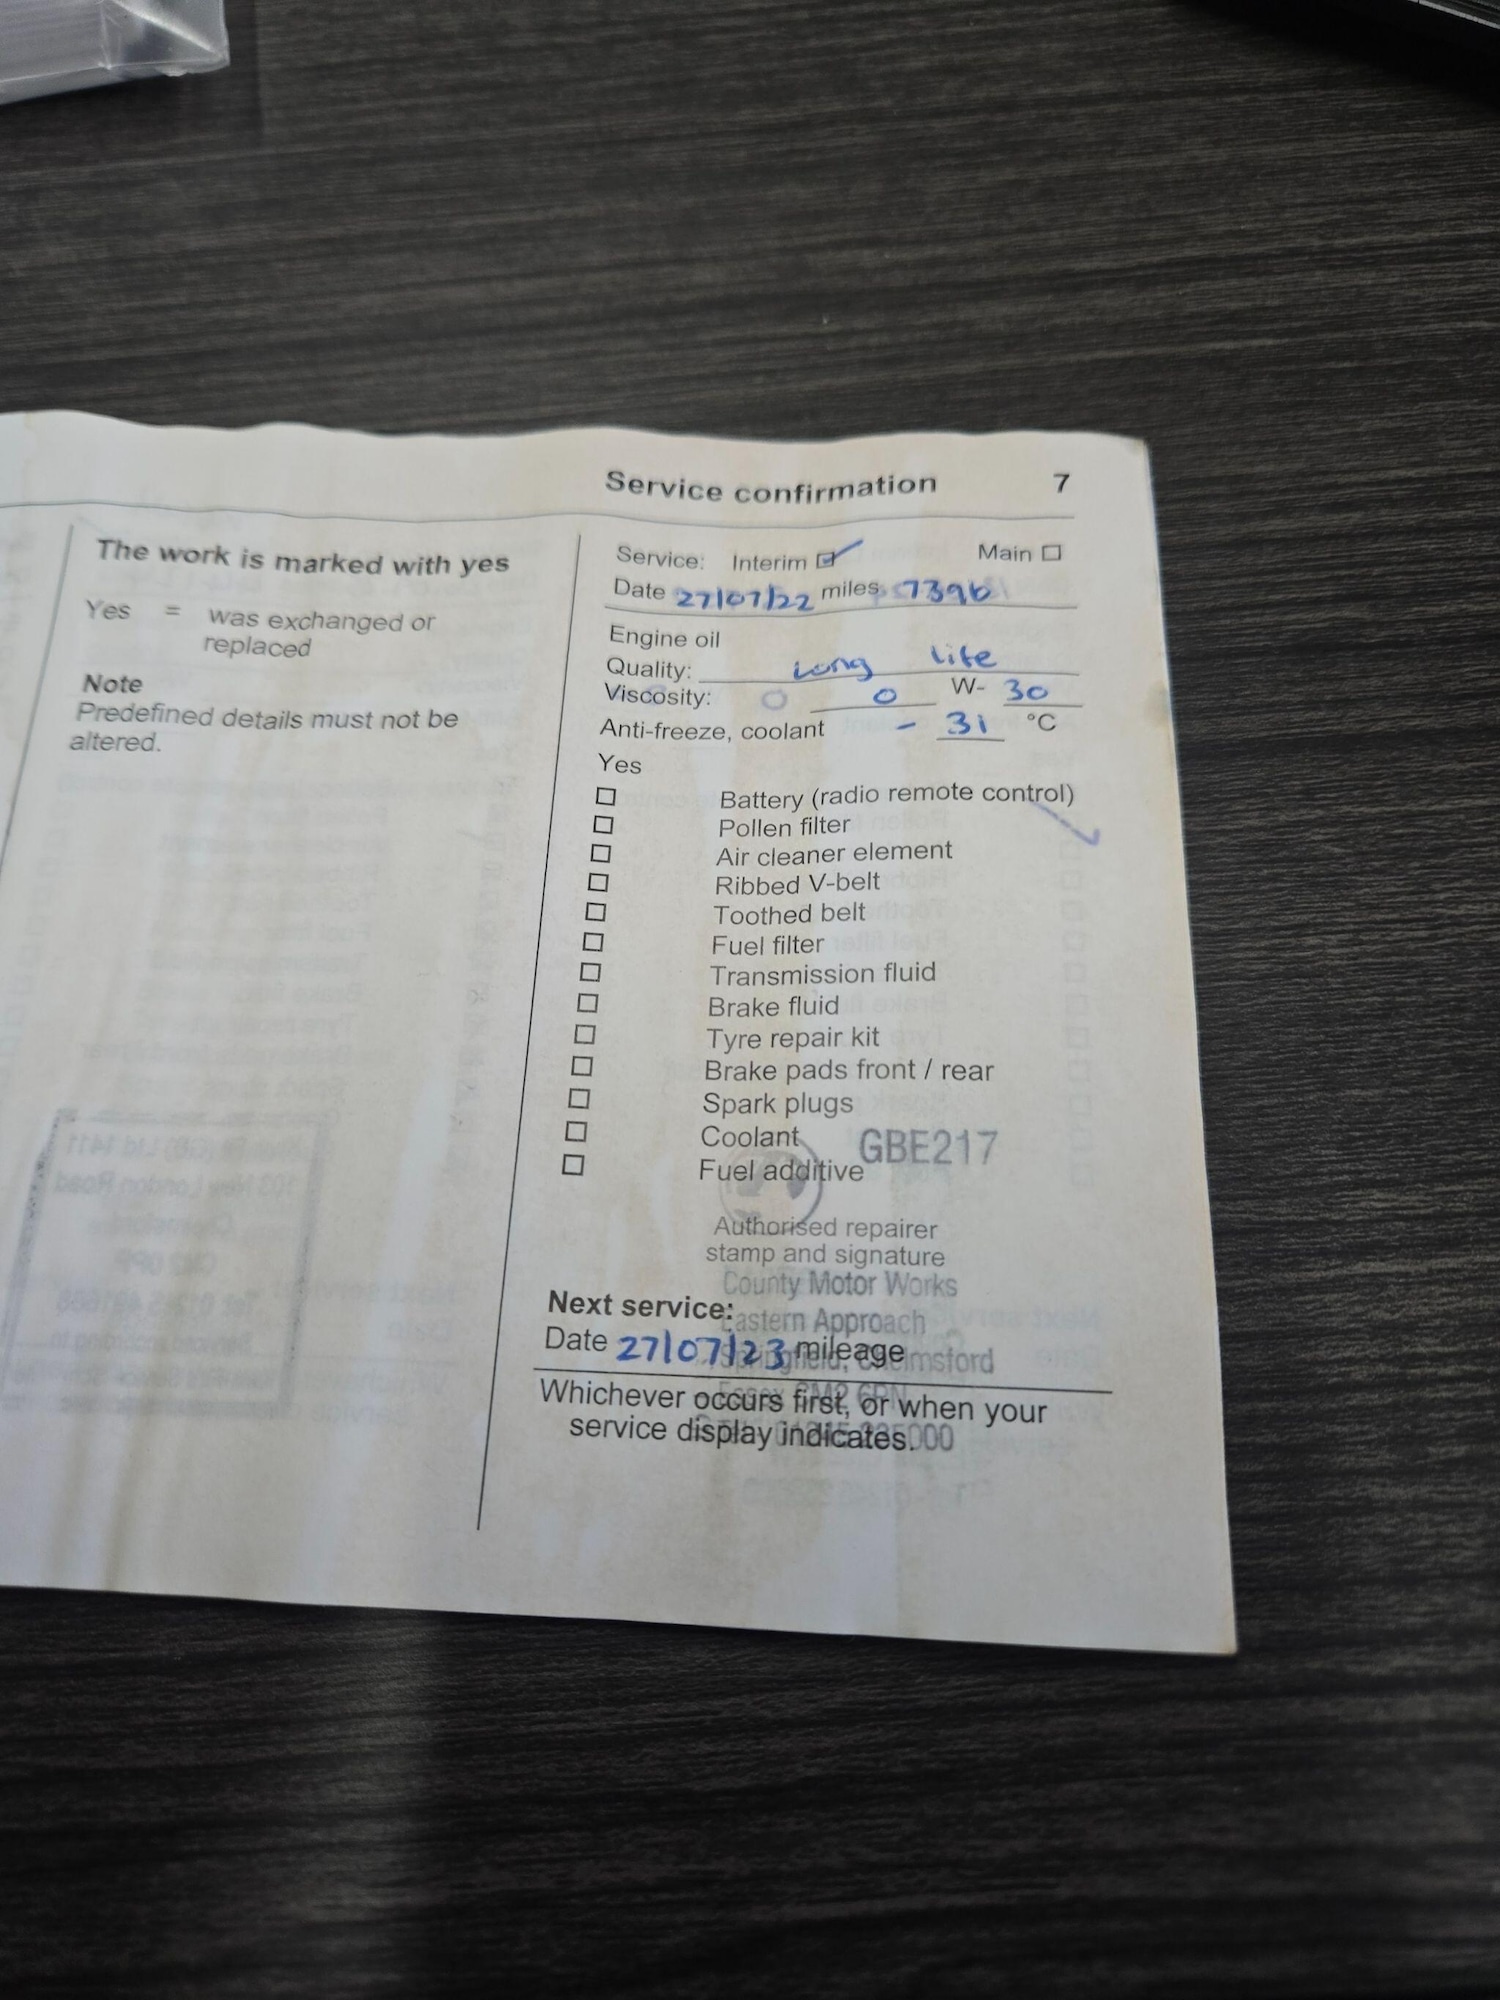 Service confirmation 7
The work is marked with yes
Yes = was exchanged or
replaced
Note
Predefined details must not be
altered.
Service: Interim Main
Date 27/07/22 miles 7396
Engine oil
Quality: Long life
Viscosity: 0 W- 30
Anti-freeze, coolant - 31 °C
Yes
Battery (radio remote control)
Pollen filter
Air cleaner element
Ribbed V-belt
Toothed belt
Fuel filter
Transmission fluid
Brake fluid
Tyre repair kit
Brake pads front / rear
Spark plugs
Coolant
GBE217
Fuel additive
Authorised repairer
stamp and signature
County Motor Works
Eastern Approach
Springfield, Chelmsford
Essex CM2 6PN
Next service:
Date 27/07/23 mileage
Whichever occurs first, or when your
service display indicates.